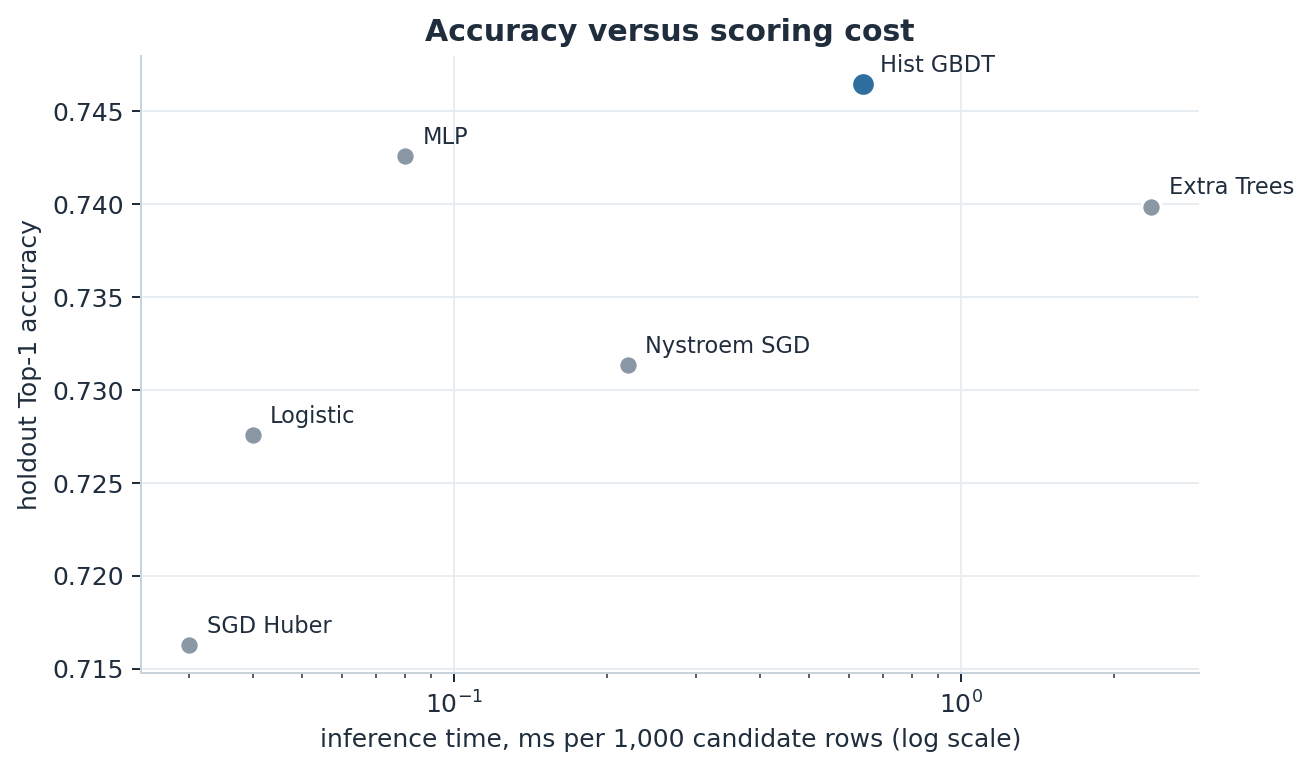 Accuracy versus scoring cost
Hist GBDT
0.745
MLP
Extra Trees
0.740
0.735
Nystroem SGD
0.730
Logistic
0.725
0.720
SGD Huber
0.715
holdout Top-1 accuracy
10⁻¹
10⁰
inference time, ms per 1,000 candidate rows (log scale)